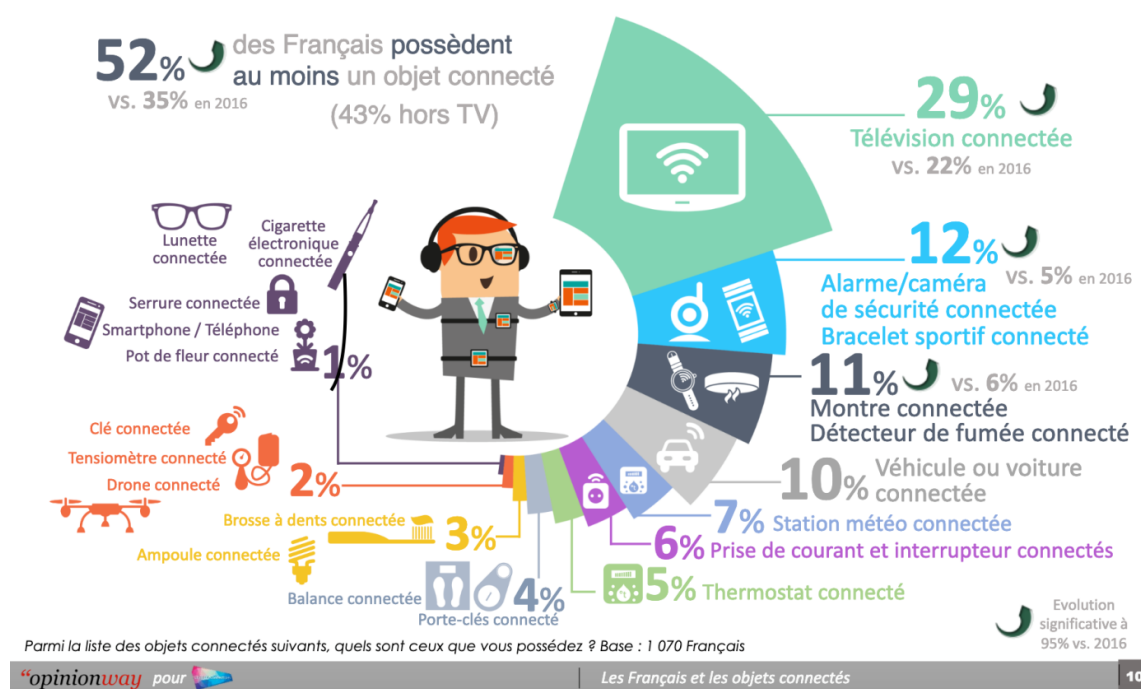 52%
vs. 35% en 2016
des Français possèdent
au moins un objet connecté
(43% hors TV)
29%
Télévision connectée
vs. 22% en 2016
12%
vs. 5% en 2016
Alarme/caméra
de sécurité connectée
Bracelet sportif connecté
11%
vs. 6% en 2016
Montre connectée
Détecteur de fumée connecté
10%
Véhicule ou voiture
connectée
7% Station météo connectée
6% Prise de courant et interrupteur connectés
5% Thermostat connecté
4%
Balance connectée
Porte-clés connecté
3%
Brosse à dents connectée
Ampoule connectée
2%
Clé connectée
Tensiomètre connecté
Drone connecté
1%
Lunette
connectée
Cigarette
électronique
connectée
Serrure connectée
Smartphone / Téléphone
Pot de fleur connecté
Evolution
significative à
95% vs. 2016
Parmi la liste des objets connectés suivants, quels sont ceux que vous possédez ? Base : 1 070 Français
“opinionway pour
Les Français et les objets connectés
10